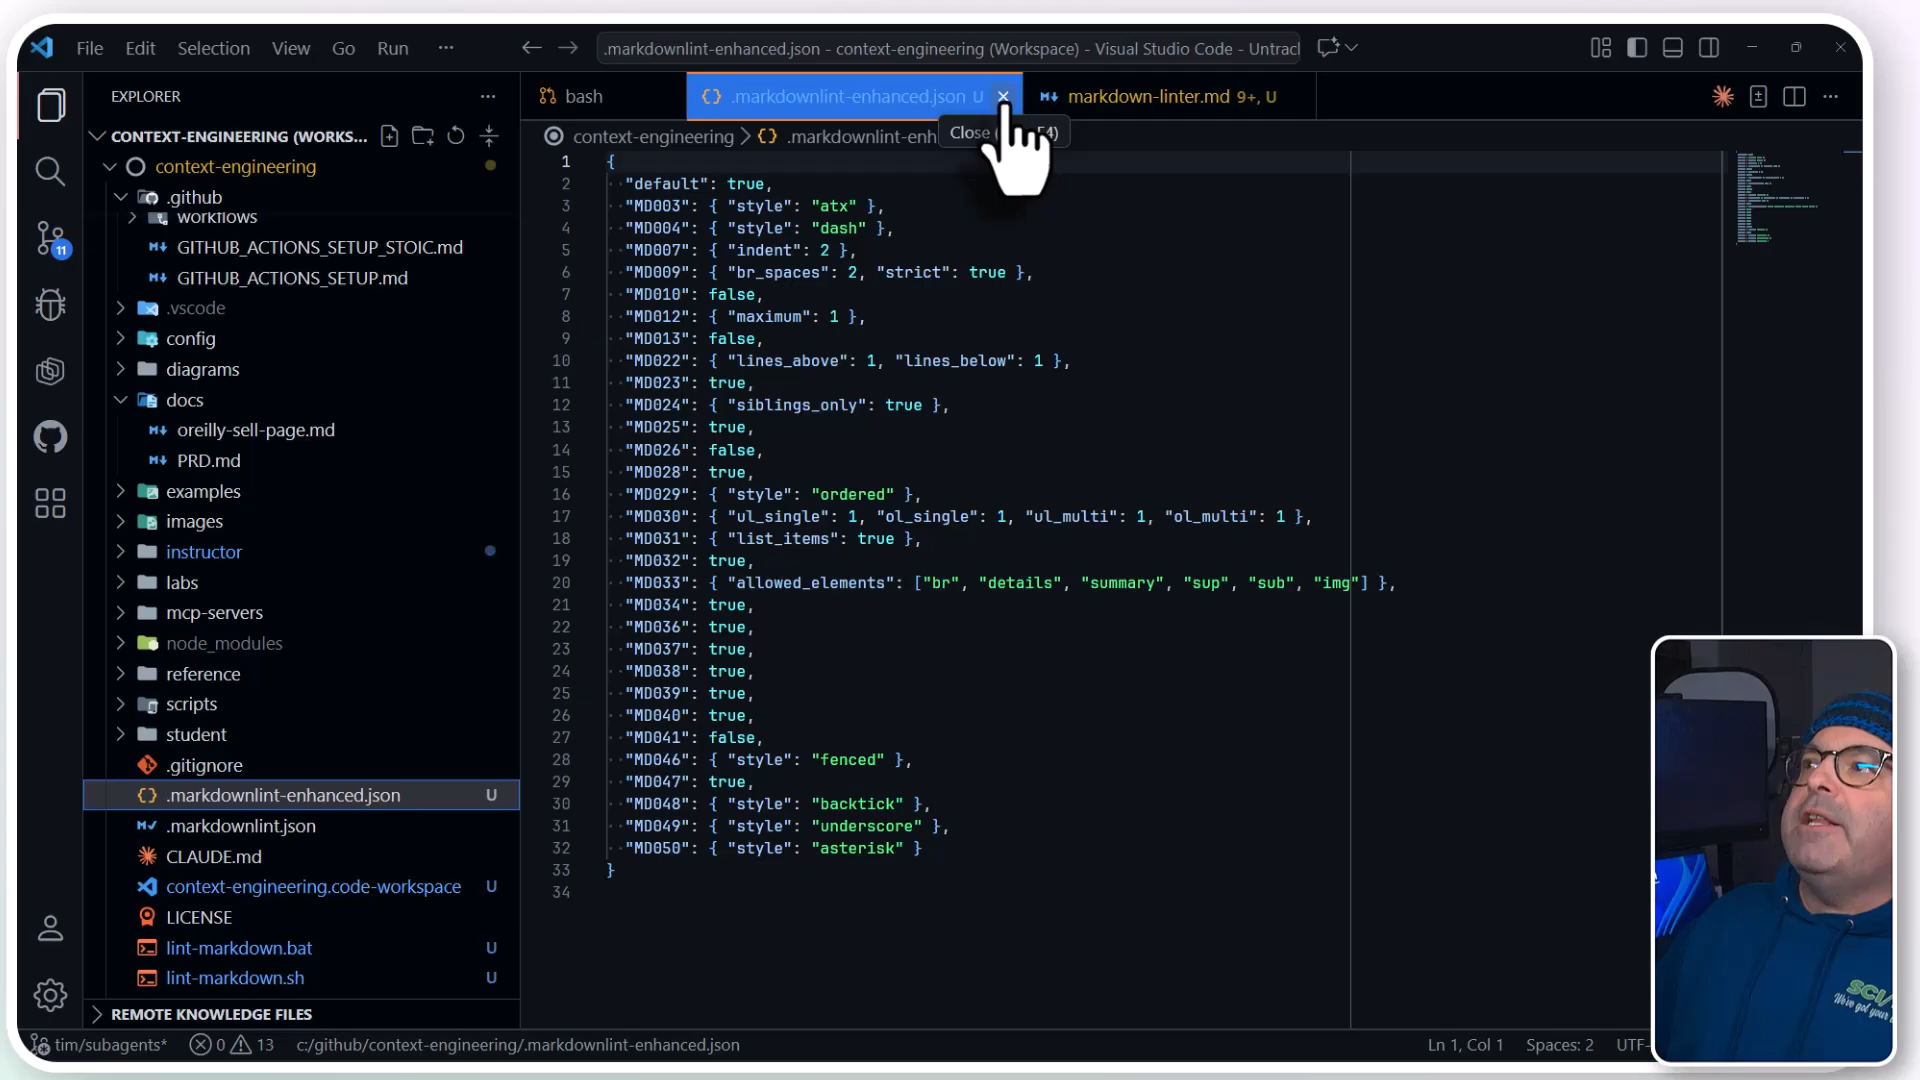 File Edit Selection View Go Run ···
.markdownlint-enhanced.json - context-engineering (Workspace) - Visual Studio Code - Untrac
EXPLORER
bash
.markdownlint-enhanced.json U
markdown-linter.md 9+, U
CONTEXT-ENGINEERING (WORKS...
context-engineering > {} .markdownlint-enh
Close
F4)
context-engineering
.github
workflows
GITHUB_ACTIONS_SETUP_STOIC.md
GITHUB_ACTIONS_SETUP.md
.vscode
config
diagrams
docs
oreilly-sell-page.md
PRD.md
examples
images
instructor
labs
mcp-servers
node_modules
reference
scripts
student
.gitignore
.markdownlint-enhanced.json U
.markdownlint.json
CLAUDE.md
context-engineering.code-workspace U
LICENSE
lint-markdown.bat U
lint-markdown.sh U
REMOTE KNOWLEDGE FILES
11
1 {
2 "default": true,
3 "MD003": { "style": "atx" },
4 "MD004": { "style": "dash" },
5 "MD007": { "indent": 2 },
6 "MD009": { "br_spaces": 2, "strict": true },
7 "MD010": false,
8 "MD012": { "maximum": 1 },
9 "MD013": false,
10 "MD022": { "lines_above": 1, "lines_below": 1 },
11 "MD023": true,
12 "MD024": { "siblings_only": true },
13 "MD025": true,
14 "MD026": false,
15 "MD028": true,
16 "MD029": { "style": "ordered" },
17 "MD030": { "ul_single": 1, "ol_single": 1, "ul_multi": 1, "ol_multi": 1 },
18 "MD031": { "list_items": true },
19 "MD032": true,
20 "MD033": { "allowed_elements": ["br", "details", "summary", "sup", "sub", "img"] },
21 "MD034": true,
22 "MD036": true,
23 "MD037": true,
24 "MD038": true,
25 "MD039": true,
26 "MD040": true,
27 "MD041": false,
28 "MD046": { "style": "fenced" },
29 "MD047": true,
30 "MD048": { "style": "backtick" },
31 "MD049": { "style": "underscore" },
32 "MD050": { "style": "asterisk" }
33 }
34
tim/subagents* 0 13 c:/github/context-engineering/.markdownlint-enhanced.json
Ln 1, Col 1 Spaces: 2 UTF-
We've got your